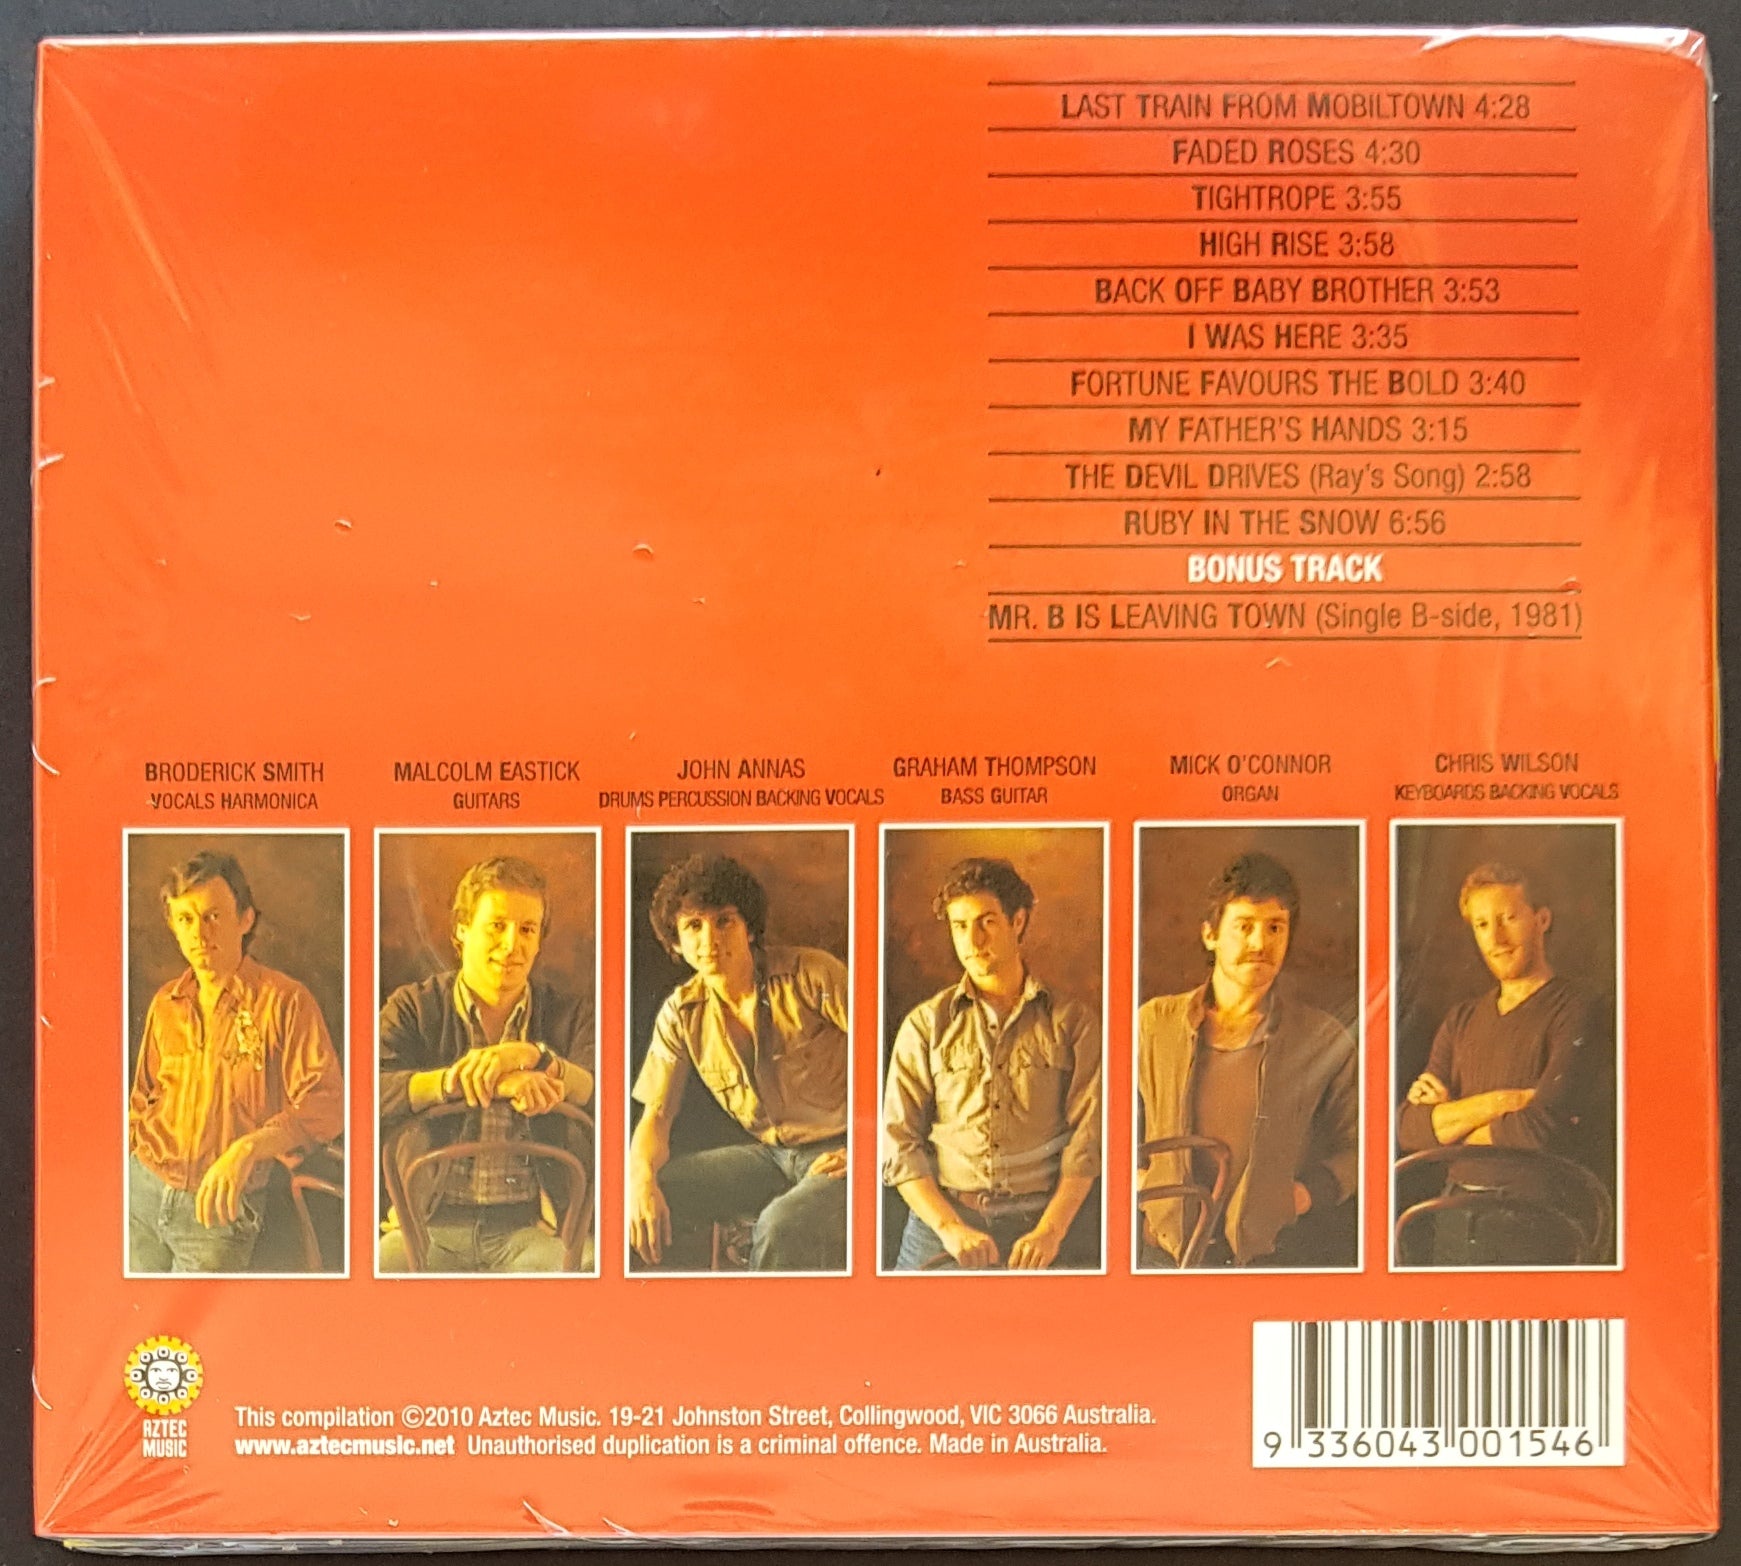 LAST TRAIN FROM MOBILTOWN 4:28
FADED ROSES 4:30
TIGHTROPE 3:55
HIGH RISE 3:58
BACK OFF BABY BROTHER 3:53
I WAS HERE 3:35
FORTUNE FAVOURS THE BOLD 3:40
MY FATHER'S HANDS 3:15
THE DEVIL DRIVES (Ray's Song) 2:58
RUBY IN THE SNOW 6:56
BONUS TRACK
MR. B IS LEAVING TOWN (Single B-side, 1981)
BRODERICK SMITH
VOCALS HARMONICA
MALCOLM EASTICK
GUITARS
JOHN ANNAS
DRUMS PERCUSSION BACKING VOCALS
GRAHAM THOMPSON
BASS GUITAR
MICK O'CONNOR
ORGAN
CHRIS WILSON
KEYBOARDS BACKING VOCALS
AZTEC
MUSIC
This compilation ©2010 Aztec Music. 19-21 Johnston Street, Collingwood, VIC 3066 Australia.
www.aztecmusic.net Unauthorised duplication is a criminal offence. Made in Australia.
9 336043 001546